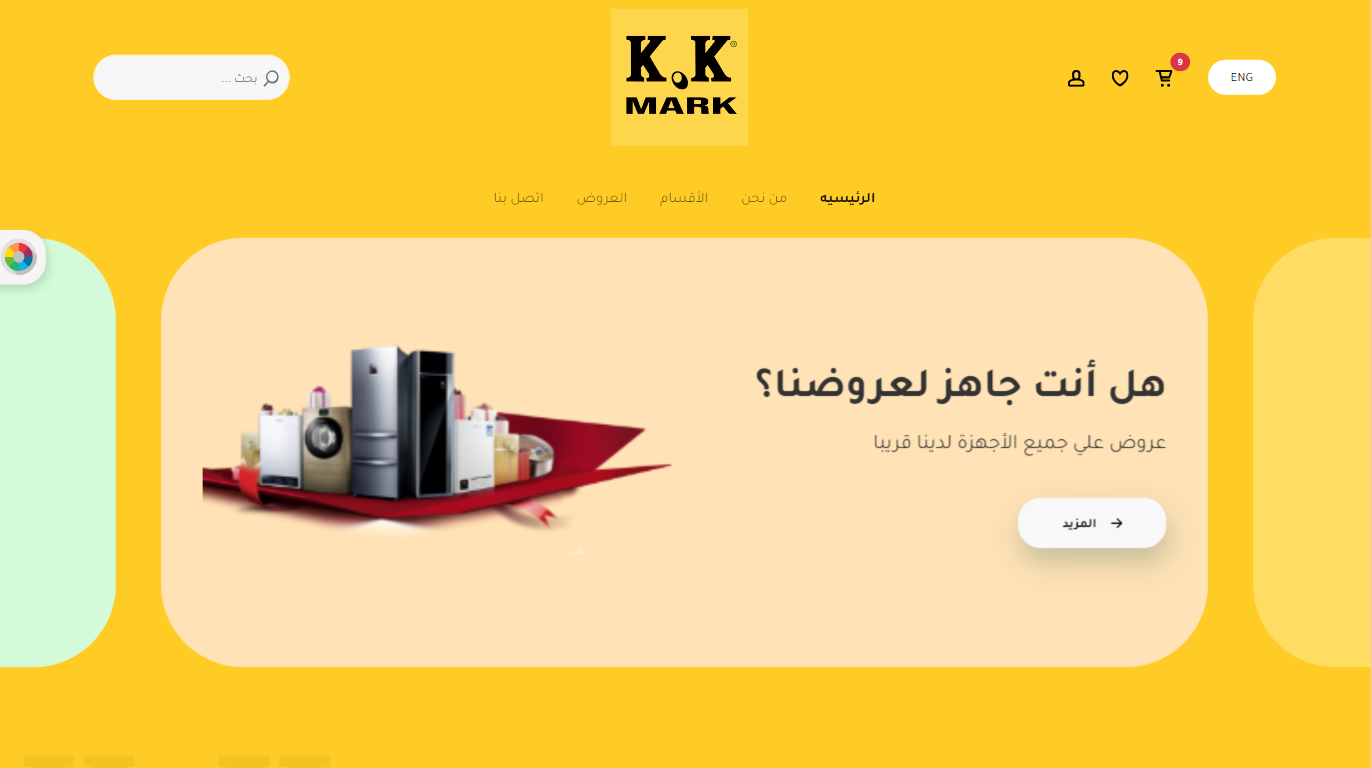 ENG
9
K.K®
MARK
بحث ...
الرئيسيه
من نحن
الأقسام
العروض
اتصل بنا
هل أنت جاهز لعروضنا؟
عروض علي جميع الأجهزة لدينا قريبا
المزيد